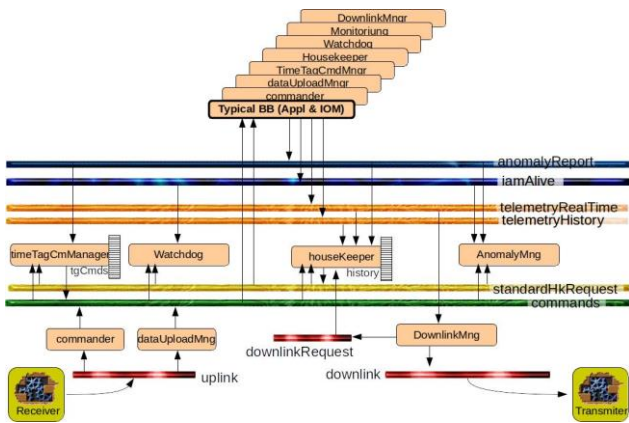 DownlinkMngr
Monitoriung
Watchdog
Housekeeper
TimeTagCmdMngr
dataUploadMngr
commander
Typical BB (Appl & IOM)
anomalyReport
iamAlive
telemetryRealTime
telemetryHistory
timeTagCmManager
Watchdog
houseKeeper
AnomalyMng
tgCmds
history
standardHkRequest
commands
commander
dataUploadMng
DownlinkMng
downlinkRequest
uplink
downlink
Receiver
Transmiter